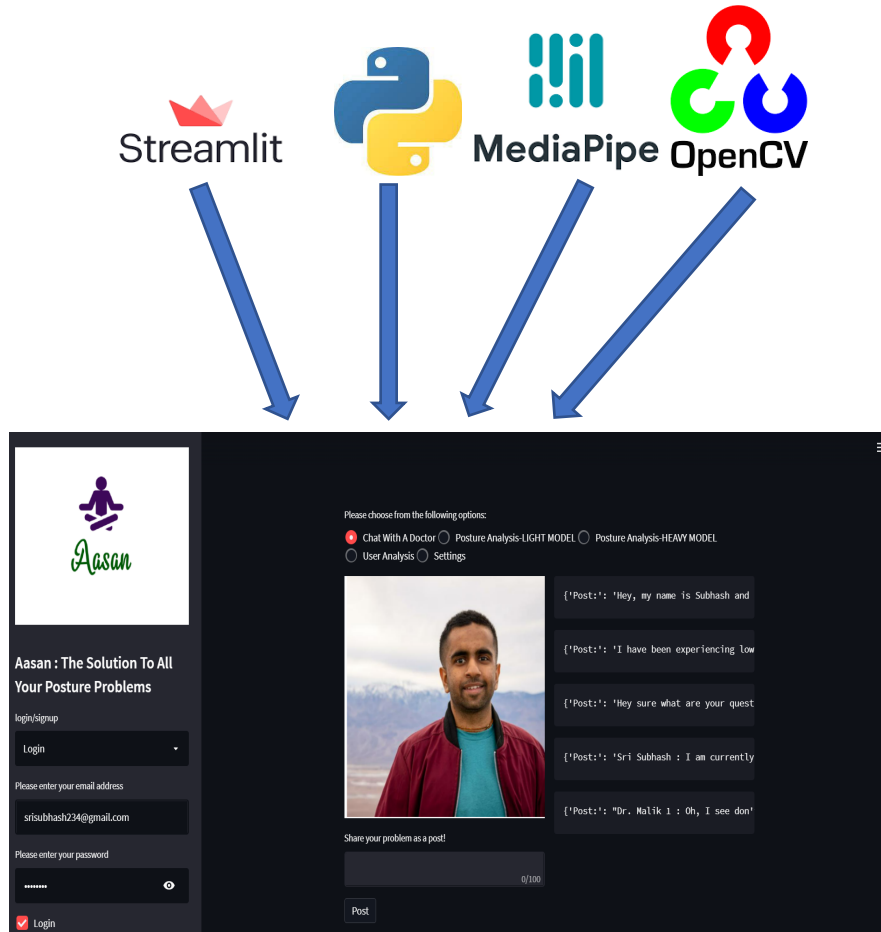 Streamlit
MediaPipe
OpenCV
Aasan
Aasan : The Solution To All
Your Posture Problems
login/signup
Login
Please enter your email address
srisubhash234@gmail.com
Please enter your password
••••••••
Login
Please choose from the following options:
Chat With A Doctor Posture Analysis-LIGHT MODEL Posture Analysis-HEAVY MODEL
User Analysis Settings
{'Post:': 'Hey, my name is Subhash and
{'Post:': 'I have been experiencing low
{'Post:': 'Hey sure what are your quest
{'Post:': 'Sri Subhash : I am currently
{'Post:': "Dr. Malik 1 : Oh, I see don'
Share your problem as a post!
0/100
Post